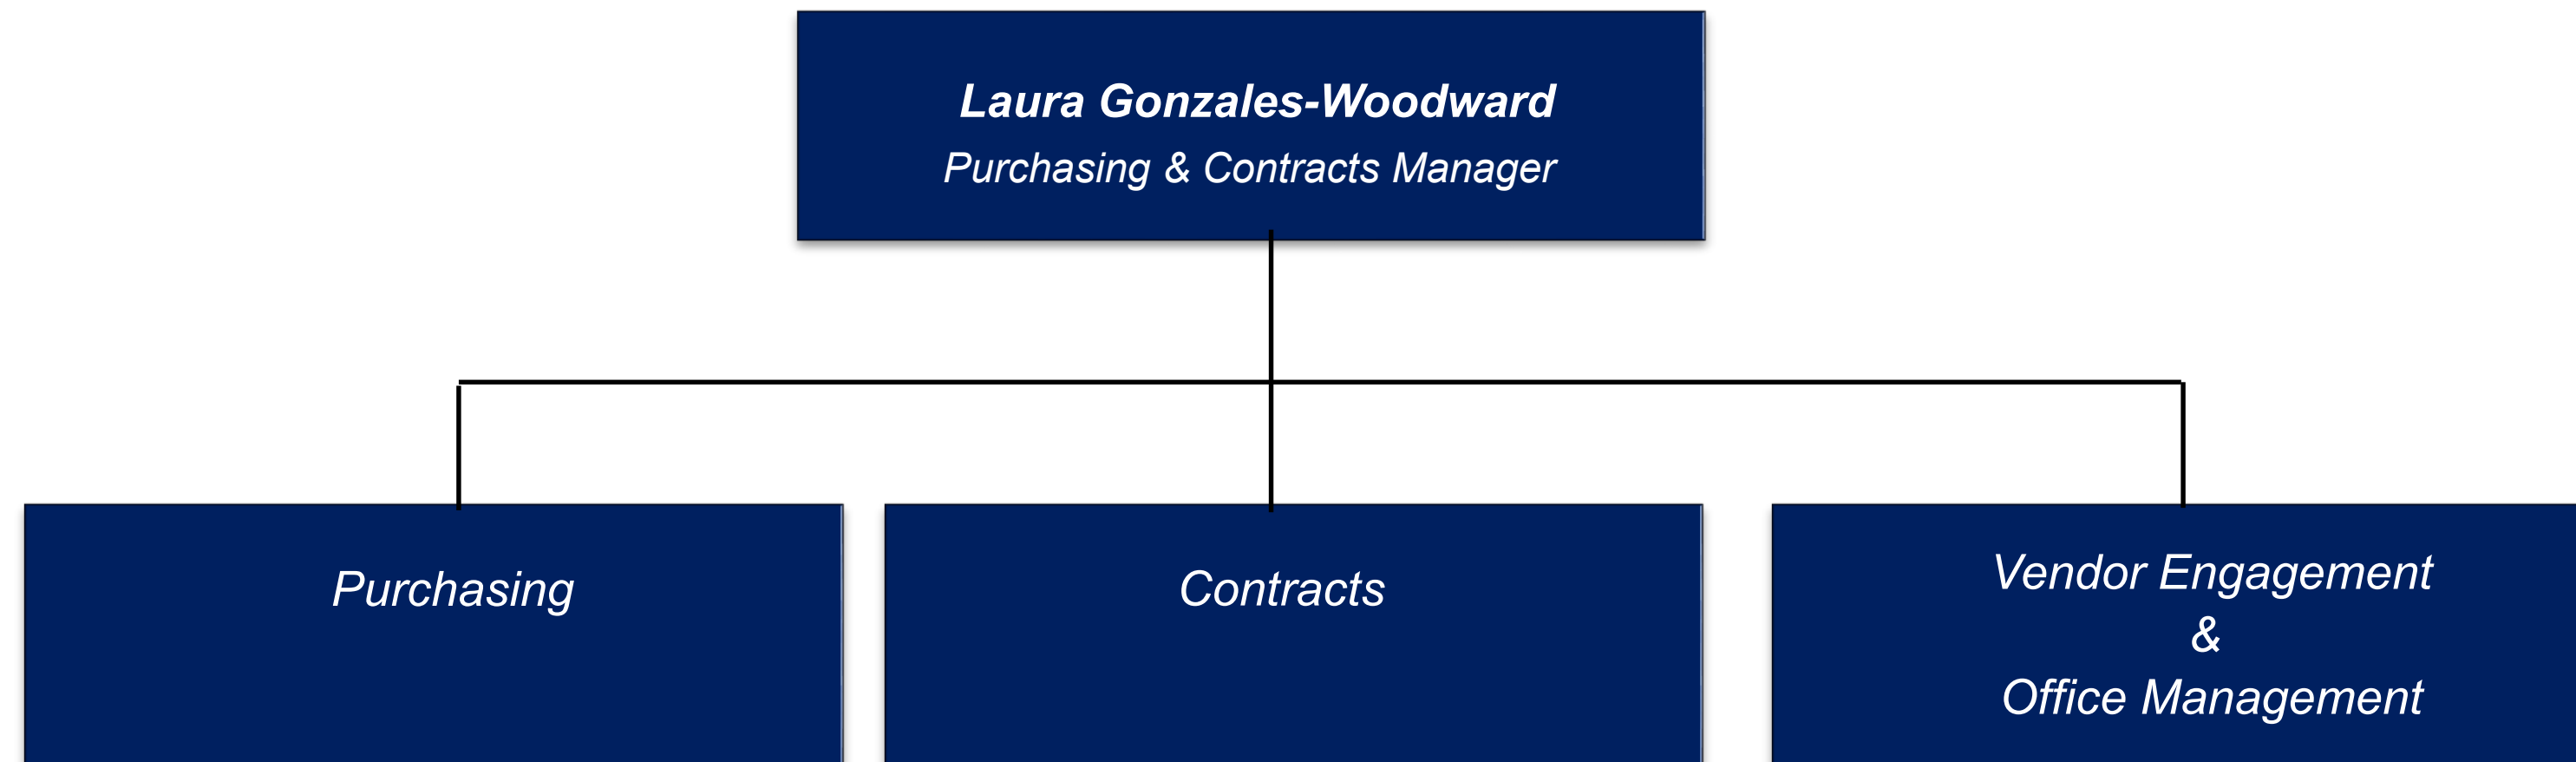 Laura Gonzales-Woodward
Purchasing & Contracts Manager
Purchasing
Contracts
Vendor Engagement
&
Office Management